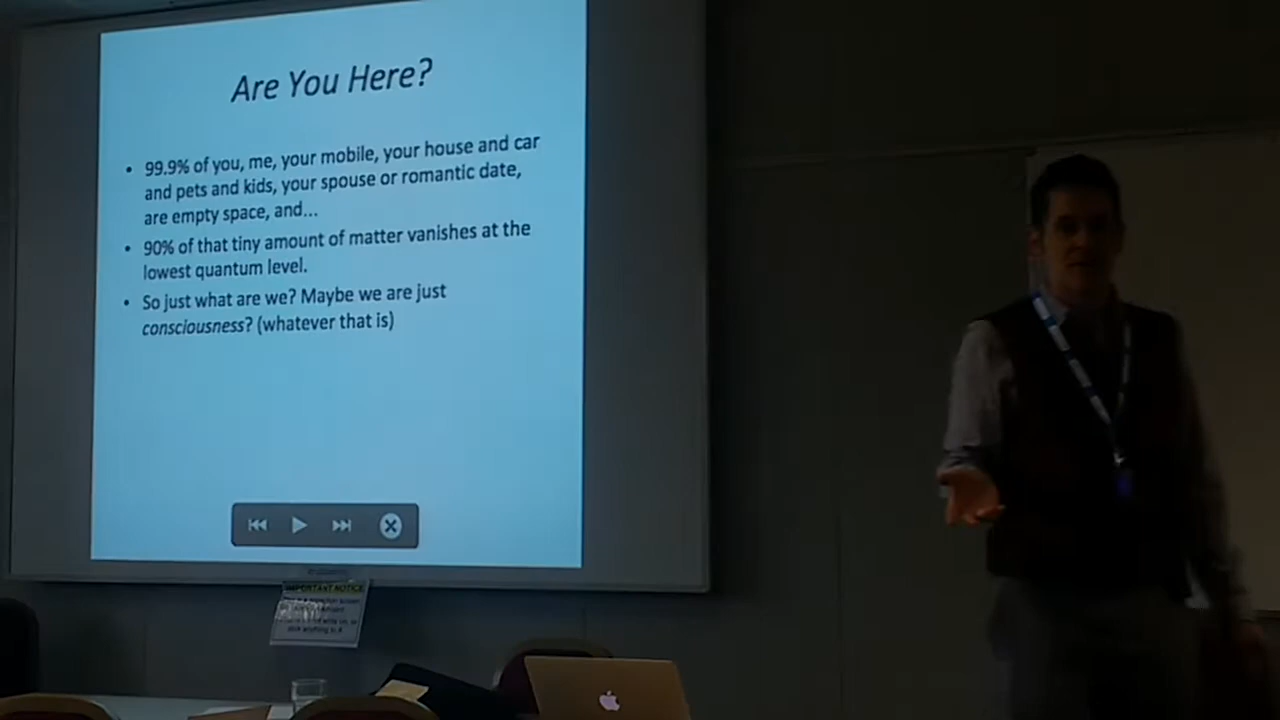 Are You Here?
• 99.9% of you, me, your mobile, your house and car
and pets and kids, your spouse or romantic date,
are empty space, and...
• 90% of that tiny amount of matter vanishes at the
lowest quantum level.
• So just what are we? Maybe we are just
consciousness? (whatever that is)
IMPORTANT NOTICE